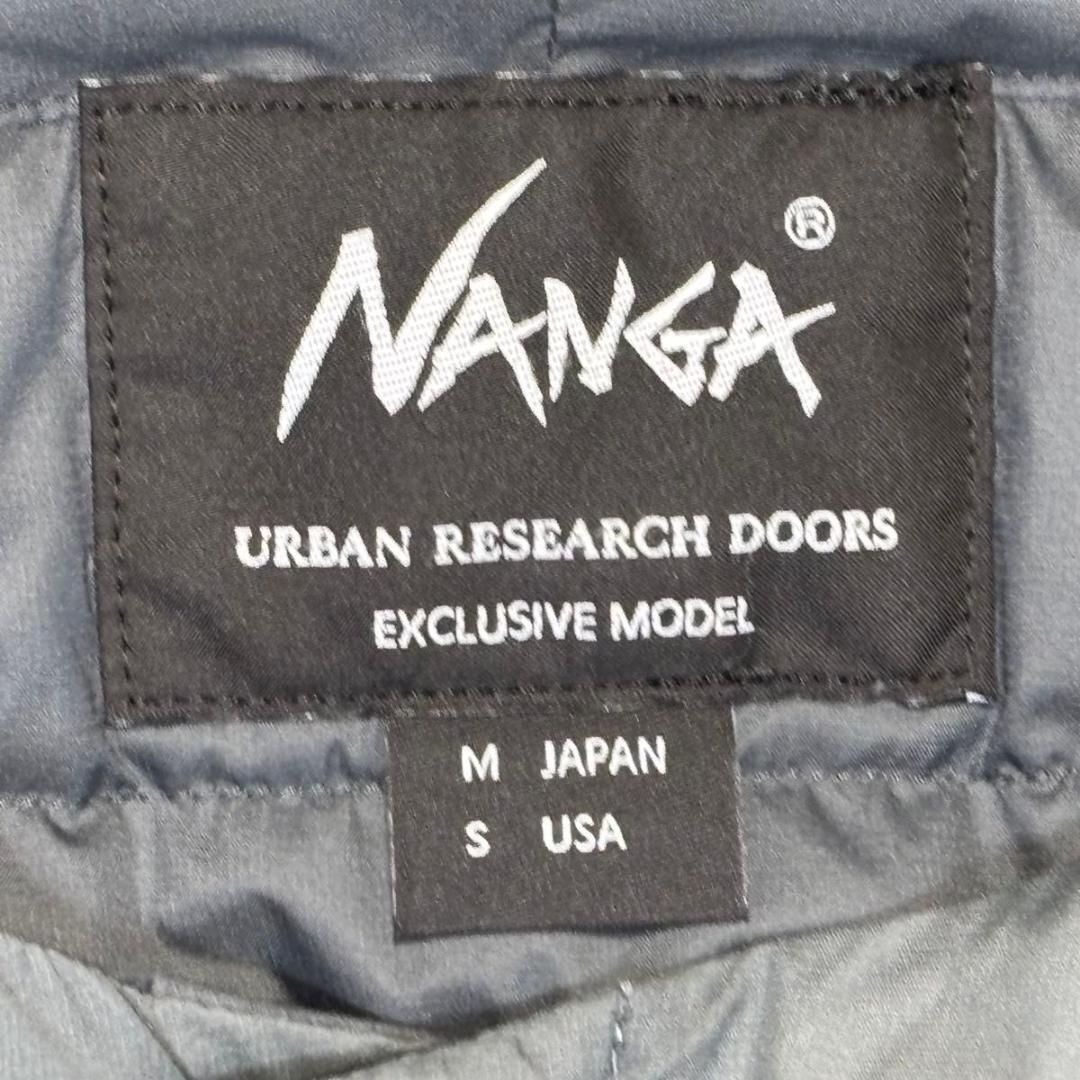 NANGA®
URBAN RESEARCH DOORS
EXCLUSIVE MODEL
M JAPAN
S USA